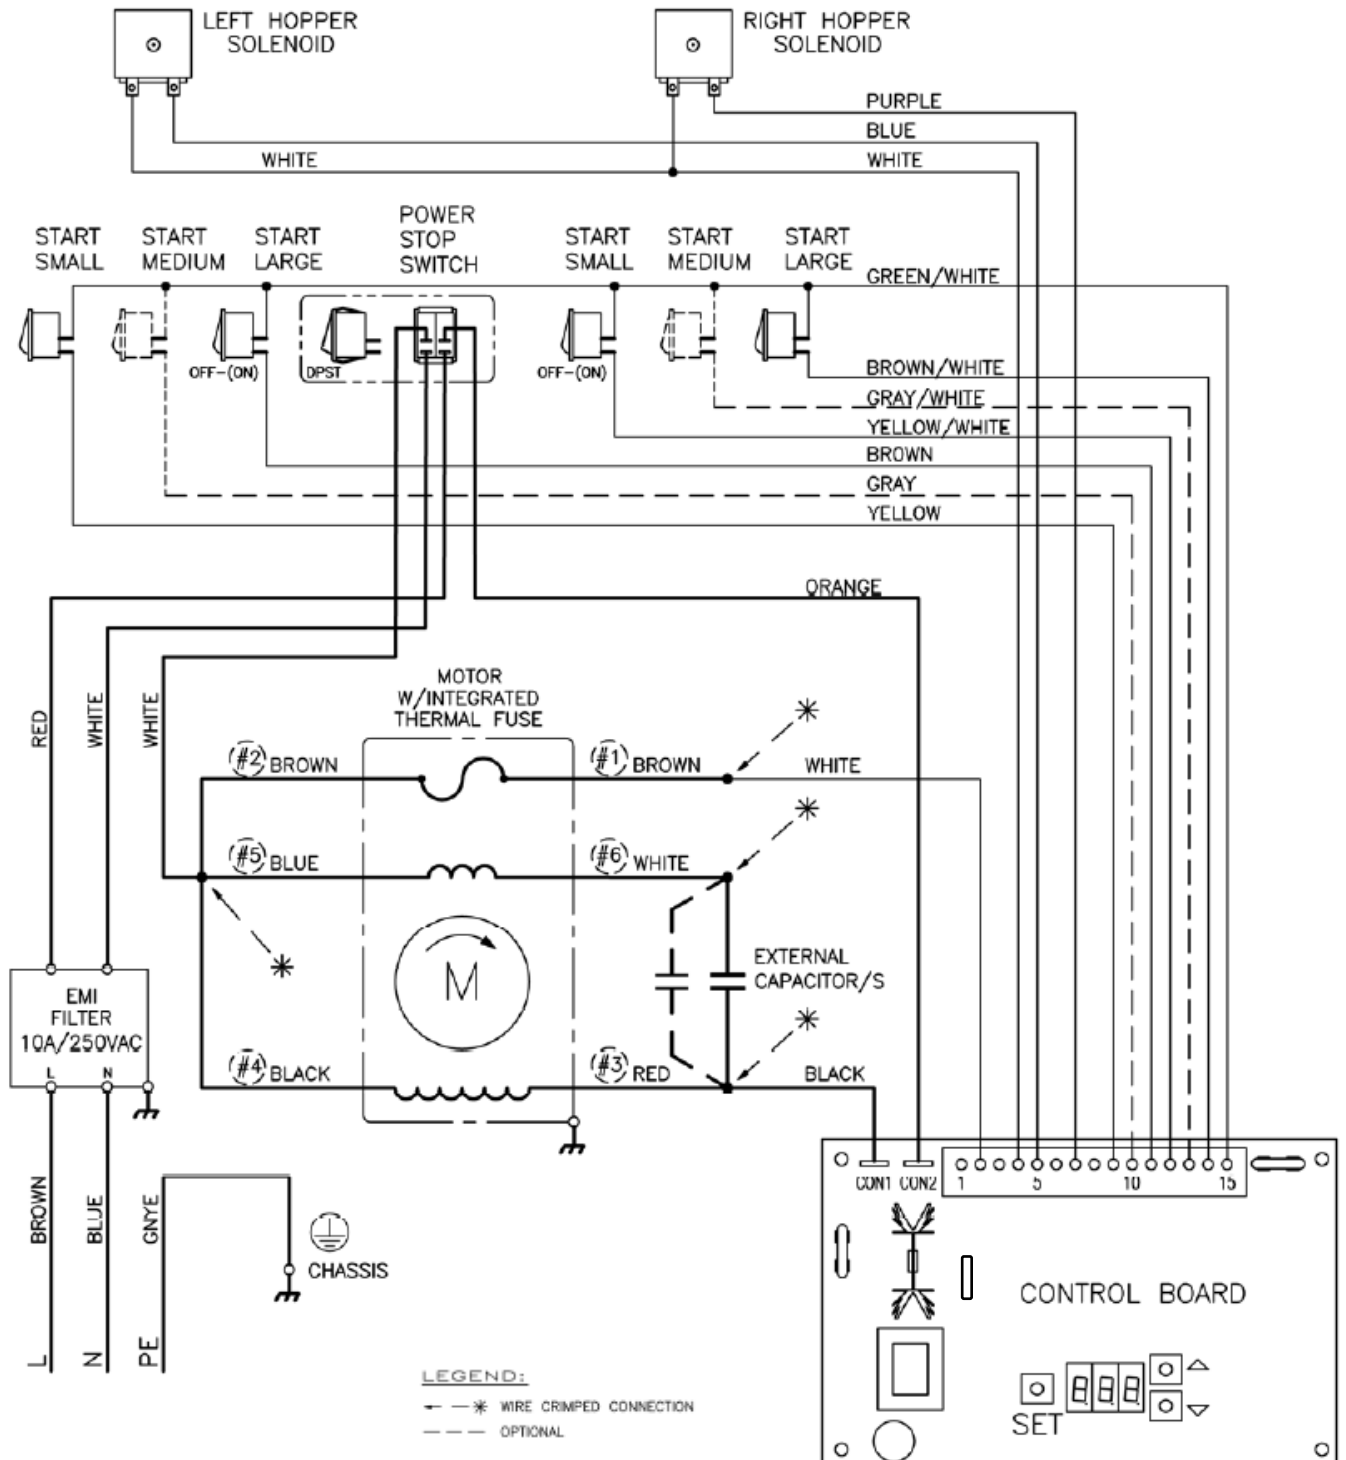 LEFT HOPPER
SOLENOID
RIGHT HOPPER
SOLENOID
PURPLE
BLUE
WHITE
WHITE
START
SMALL
START
MEDIUM
START
LARGE
POWER
STOP
SWITCH
START
SMALL
START
MEDIUM
START
LARGE
GREEN/WHITE
OFF-(ON)
DPST
OFF-(ON)
BROWN/WHITE
GRAY/WHITE
YELLOW/WHITE
BROWN
GRAY
YELLOW
ORANGE
RED
WHITE
WHITE
MOTOR
W/INTEGRATED
THERMAL FUSE
#2 BROWN
#1 BROWN
WHITE
#5 BLUE
#6 WHITE
EXTERNAL
CAPACITOR/S
M
EMI
FILTER
10A/250VAC
L N
#4 BLACK
#3 RED
BLACK
CON1 CON2 1 5 10 15
BROWN
BLUE
GNYE
CHASSIS
L
N
PE
CONTROL BOARD
SET
8.8.8.
LEGEND:
WIRE CRIMPED CONNECTION
OPTIONAL